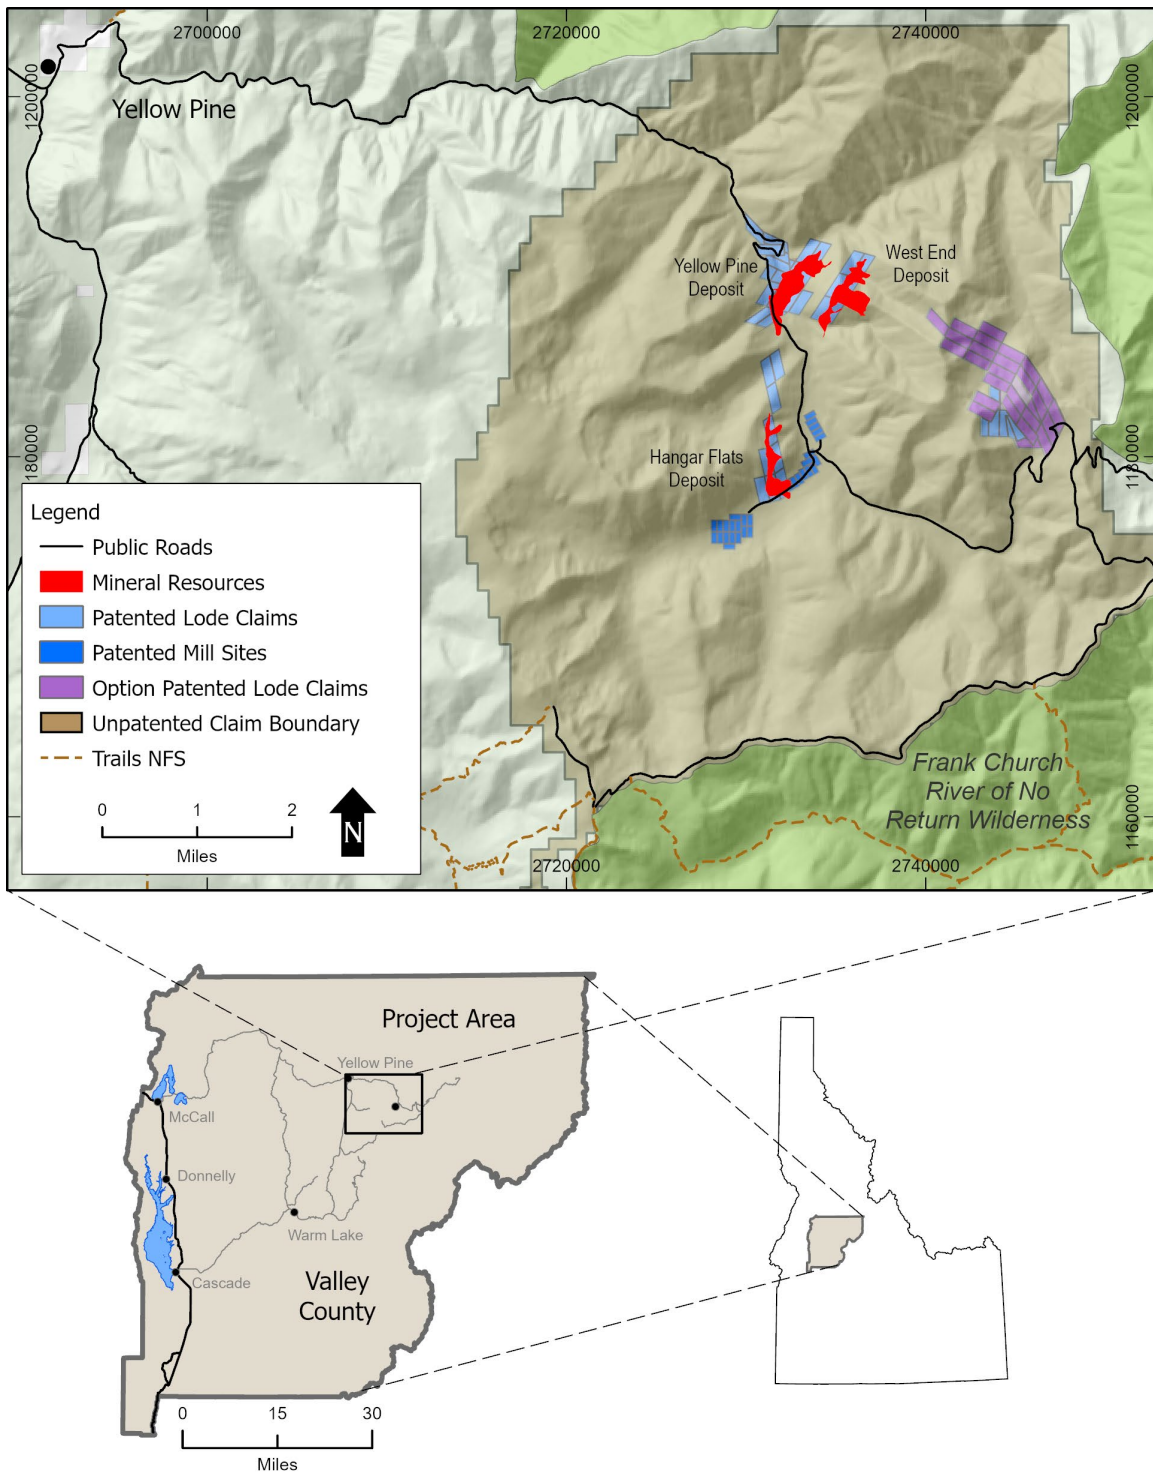 2700000
2720000
2740000
1200000
1200000
Yellow Pine
Yellow Pine
Deposit
West End
Deposit
Hangar Flats
Deposit
180000
1180000
Legend
Public Roads
Mineral Resources
Patented Lode Claims
Patented Mill Sites
Option Patented Lode Claims
Unpatented Claim Boundary
Trails NFS
0 1 2
Miles
N
Frank Church
River of No
Return Wilderness
1160000
2720000
2740000
Project Area
Yellow Pine
McCall
Donnelly
Warm Lake
Cascade
Valley
County
0 15 30
Miles